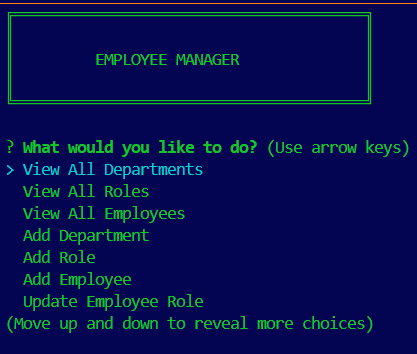 EMPLOYEE MANAGER
? What would you like to do? (Use arrow keys)
> View All Departments
View All Roles
View All Employees
Add Department
Add Role
Add Employee
Update Employee Role
(Move up and down to reveal more choices)